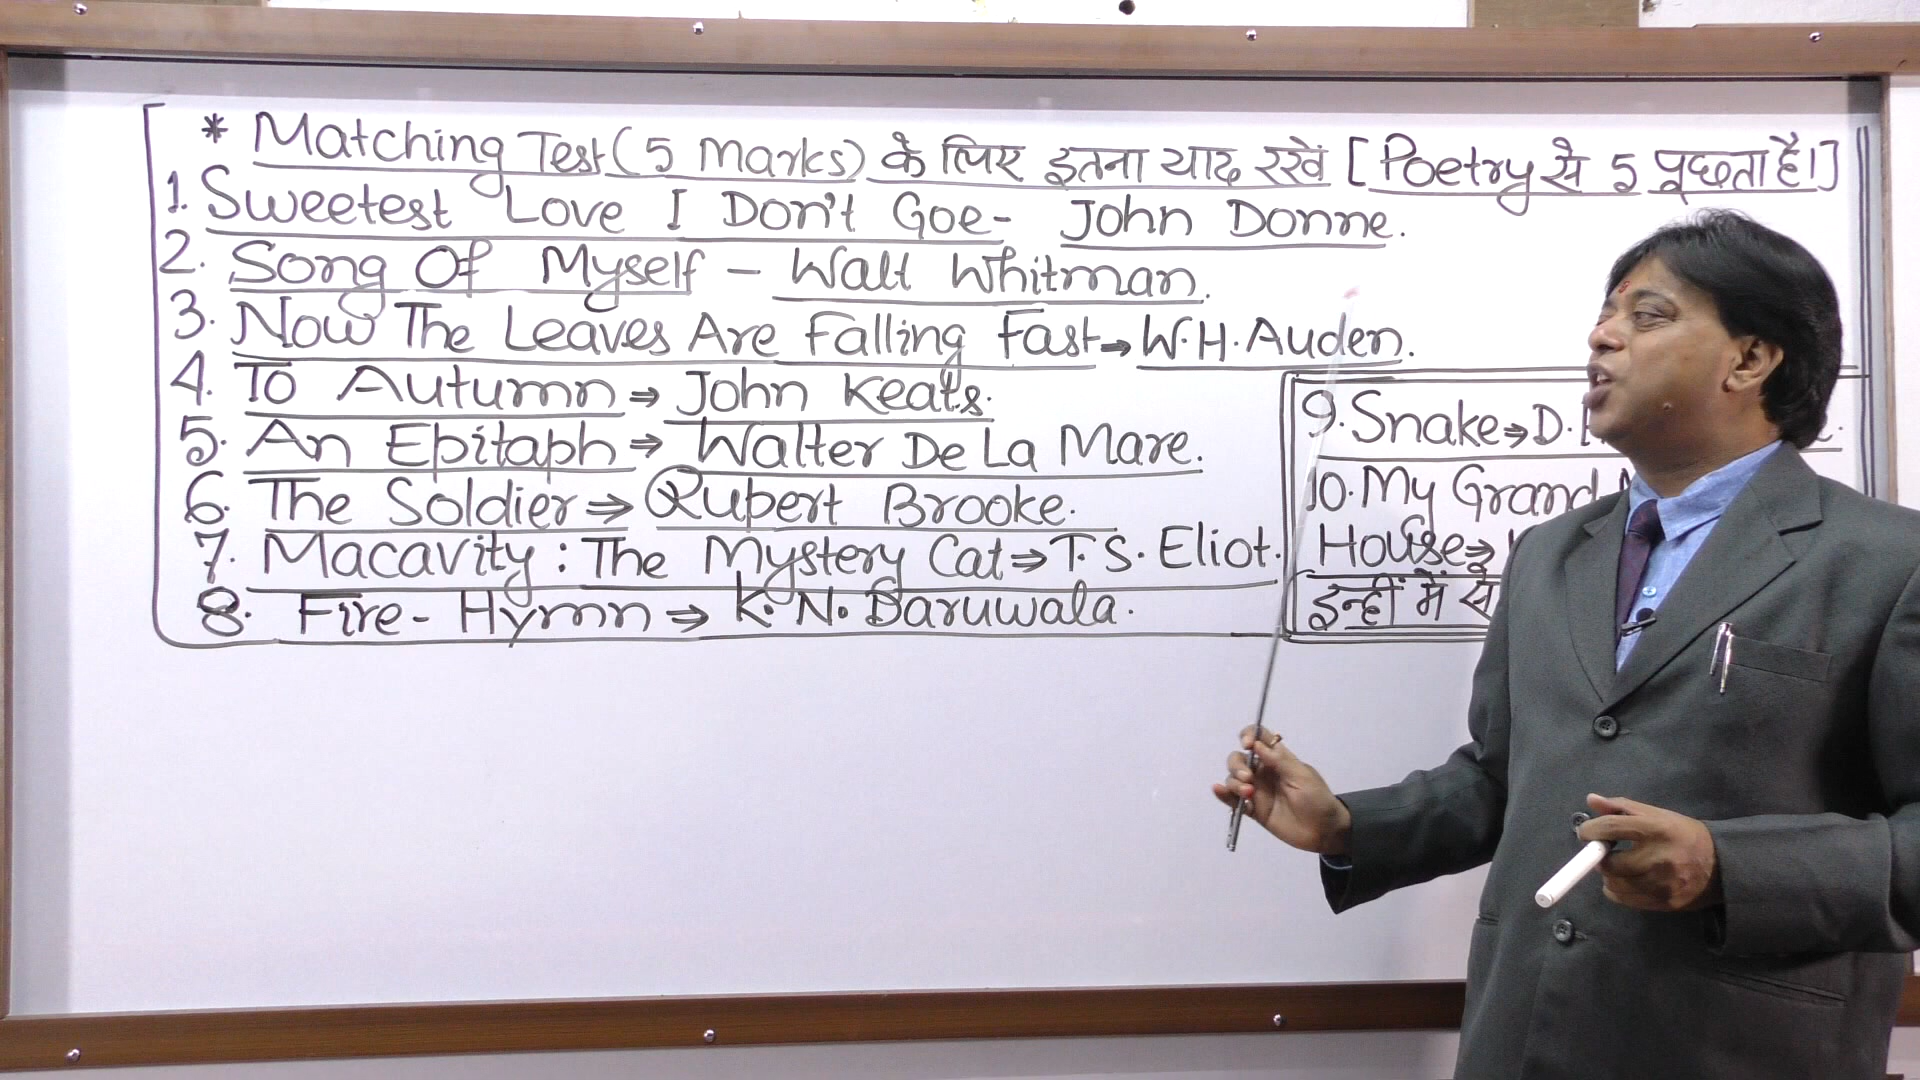 * Matching Test (5 Marks) के लिए इतना याद रखें [Poetry से 5 पूछता है।]
1. Sweetest Love I Don't Goe - John Donne.
2. Song Of Myself - Walt Whitman.
3. Now The Leaves Are Falling Fast → W.H. Auden.
4. To Autumn ⇒ John Keats.
5. An Epitaph ⇒ Walter De La Mare.
6. The Soldier ⇒ Rupert Brooke.
7. Macavity : The Mystery Cat ⇒ T. S. Eliot.
8. Fire - Hymn ⇒ K. N. Daruwala.
9. Snake ⇒ D.
10. My Grand
House ⇒
इन्हीं में